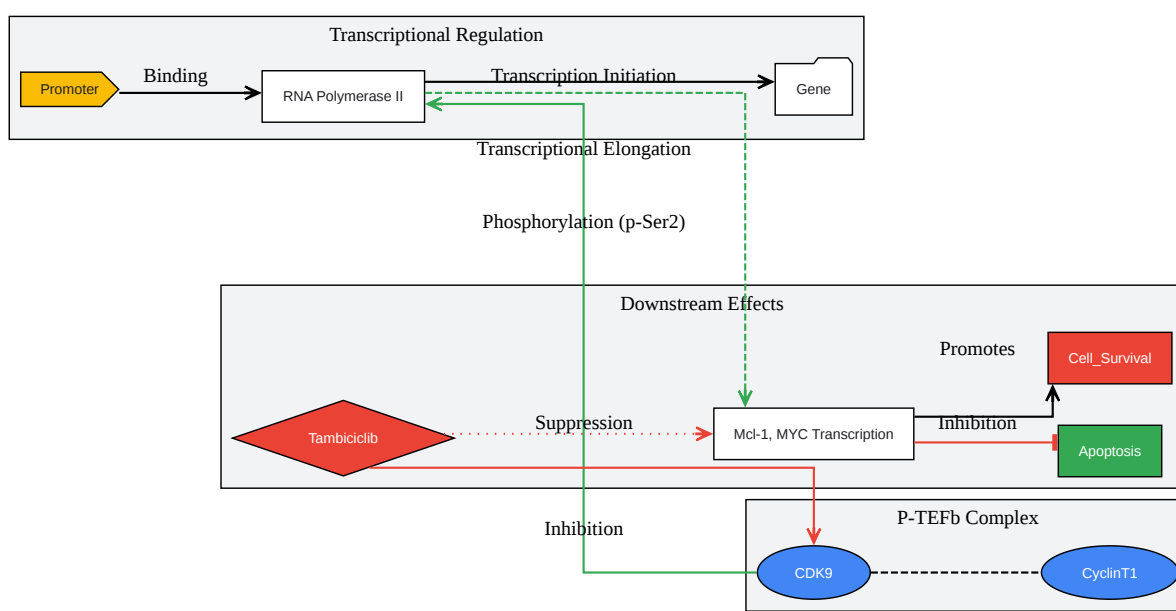 Transcriptional Regulation
Promoter
Binding
RNA Polymerase II
Transcription Initiation
Gene
Transcriptional Elongation
Phosphorylation (p-Ser2)
Downstream Effects
Promotes
Cell_Survival
Tambiciclib
Suppression
Mcl-1, MYC Transcription
Inhibition
Apoptosis
P-TEFb Complex
Inhibition
CDK9
CyclinT1